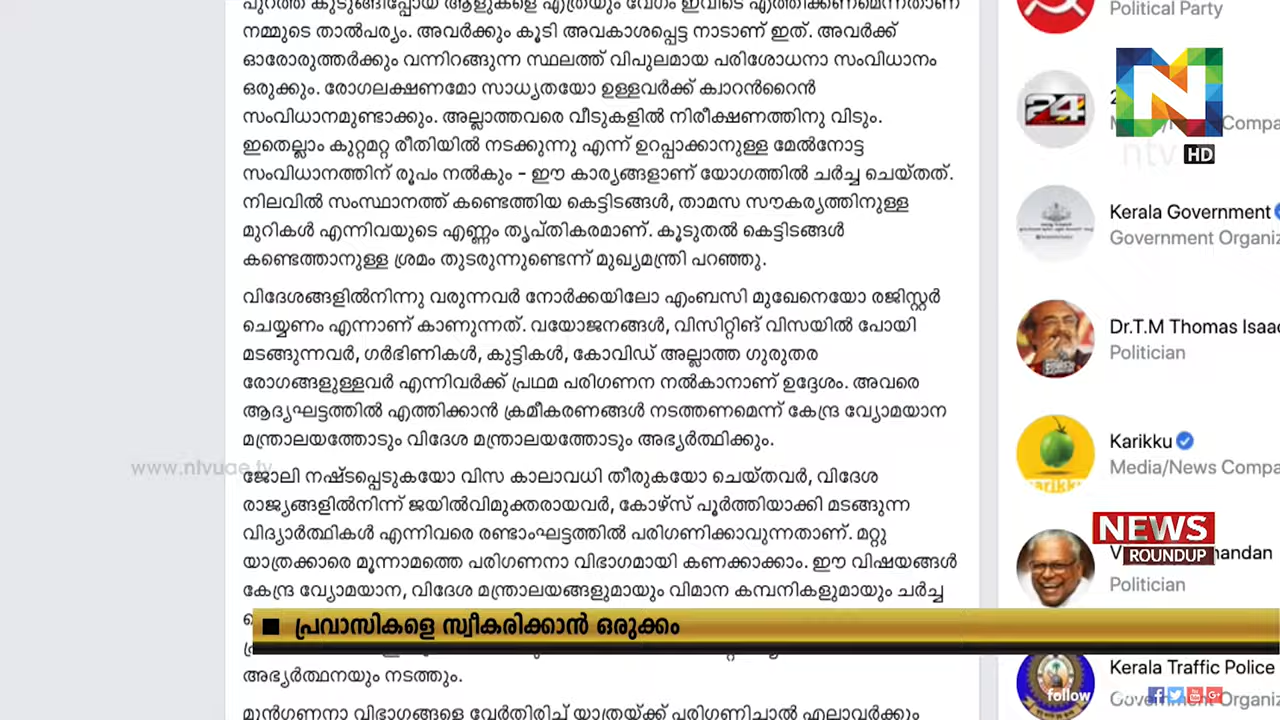 പുറത്ത് കുടുങ്ങിപ്പോയ ആളുകളെ എത്രയും വേഗം ഇവിടെ എത്തിക്കണമെന്നതാണ്
നമ്മുടെ താൽപര്യം. അവർക്കും കൂടി അവകാശപ്പെട്ട നാടാണ് ഇത്. അവർക്ക്
ഓരോരുത്തർക്കും വന്നിറങ്ങുന്ന സ്ഥലത്ത് വിപുലമായ പരിശോധനാ സംവിധാനം
ഒരുക്കും. രോഗലക്ഷണമോ സാധ്യതയോ ഉള്ളവർക്ക് ക്വാറൻറൈൻ
സംവിധാനമുണ്ടാക്കും. അല്ലാത്തവരെ വീടുകളിൽ നിരീക്ഷണത്തിനു വിടും.
ഇതെല്ലാം കുറ്റമറ്റ രീതിയിൽ നടക്കുന്നു എന്ന് ഉറപ്പാക്കാനുള്ള മേൽനോട്ട
സംവിധാനത്തിന് രൂപം നൽകും - ഈ കാര്യങ്ങളാണ് യോഗത്തിൽ ചർച്ച ചെയ്തത്.
നിലവിൽ സംസ്ഥാനത്ത് കണ്ടെത്തിയ കെട്ടിടങ്ങൾ, താമസ സൗകര്യത്തിനുള്ള
മുറികൾ എന്നിവയുടെ എണ്ണം തൃപ്തികരമാണ്. കൂടുതൽ കെട്ടിടങ്ങൾ
കണ്ടെത്താനുള്ള ശ്രമം തുടരുന്നുണ്ടെന്ന് മുഖ്യമന്ത്രി പറഞ്ഞു.
വിദേശങ്ങളിൽനിന്നു വരുന്നവർ നോർക്കയിലോ എംബസി മുഖേനെയോ രജിസ്റ്റർ
ചെയ്യണം എന്നാണ് കാണുന്നത്. വയോജനങ്ങൾ, വിസിറ്റിങ് വിസയിൽ പോയി
മടങ്ങുന്നവർ, ഗർഭിണികൾ, കുട്ടികൾ, കോവിഡ് അല്ലാത്ത ഗുരുതര
രോഗങ്ങളുള്ളവർ എന്നിവർക്ക് പ്രഥമ പരിഗണന നൽകാനാണ് ഉദ്ദേശം. അവരെ
ആദ്യഘട്ടത്തിൽ എത്തിക്കാൻ ക്രമീകരണങ്ങൾ നടത്തണമെന്ന് കേന്ദ്ര വ്യോമയാന
മന്ത്രാലയത്തോടും വിദേശ മന്ത്രാലയത്തോടും അഭ്യർത്ഥിക്കും.
ജോലി നഷ്ടപ്പെടുകയോ വിസ കാലാവധി തീരുകയോ ചെയ്തവർ, വിദേശ
രാജ്യങ്ങളിൽനിന്ന് ജയിൽവിമുക്തരായവർ, കോഴ്സ് പൂർത്തിയാക്കി മടങ്ങുന്ന
വിദ്യാർത്ഥികൾ എന്നിവരെ രണ്ടാംഘട്ടത്തിൽ പരിഗണിക്കാവുന്നതാണ്. മറ്റു
യാത്രക്കാരെ മൂന്നാമത്തെ പരിഗണനാ വിഭാഗമായി കണക്കാക്കാം. ഈ വിഷയങ്ങൾ
കേന്ദ്ര വ്യോമയാന, വിദേശ മന്ത്രാലയങ്ങളുമായും വിമാന കമ്പനികളുമായും ചർച്ച
അഭ്യർത്ഥനയും നടത്തും.
മുൻഗണനാ വിഭാഗങ്ങളെ വേർതിരിച്ച് യാത്രയ്ക്ക് പരിഗണിച്ചാൽ എല്ലാവർക്കും
■ പ്രവാസികളെ സ്വീകരിക്കാൻ ഒരുക്കം
www.ntvuae.tv
Political Party
24
ntv HD
Kerala Government
Government Organiz
Dr.T.M Thomas Isaac
Politician
Karikku
Media/News Compa
karikku
NEWS
ROUNDUP
Politician
Kerala Traffic Police
Government Organiz
follow